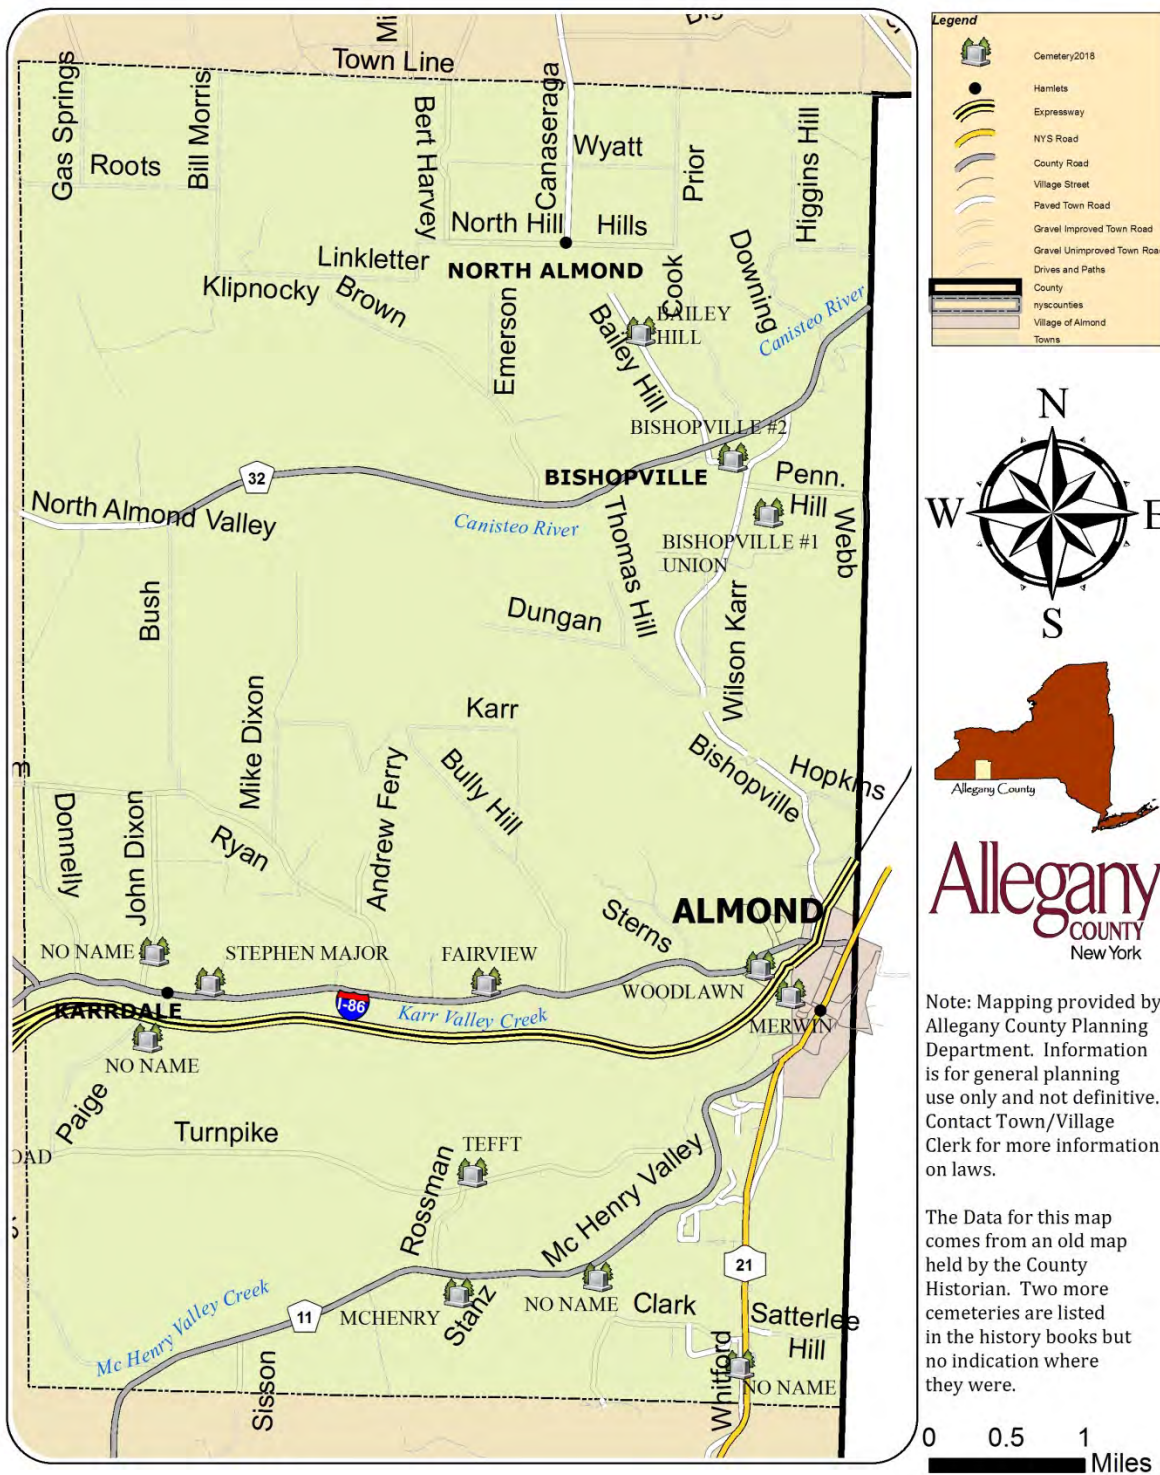 Town Line
Gas Springs
Roots
Bill Morris
Bert Harvey
Canaseraga
Wyatt
Prior
Higgins Hill
North Hill
Hills
Linkletter
Klipnocky
Brown
NORTH ALMOND
Emerson
Cook
Downing
BAILEY
HILL
Bailey Hill
Canisteo River
BISHOPVILLE #2
BISHOPVILLE
Penn.
Hill
32
North Almond Valley
Canisteo River
Thomas Hill
BISHOPVILLE #1
UNION
Webb
Bush
Dungan
Wilson Karr
Mike Dixon
Karr
Bully Hill
Andrew Ferry
Bishopville
Hopkins
Donnelly
John Dixon
Ryan
ALMOND
Sterns
NO NAME
STEPHEN MAJOR
FAIRVIEW
WOODLAWN
KARRDALE
I-86
Karr Valley Creek
MERWIN
NO NAME
Paige
Turnpike
TEFFT
Rossman
Mc Henry Valley
21
Mc Henry Valley Creek
11
MCHENRY
Stanz
NO NAME
Clark
Satterlee
Hill
Sisson
Whitford
NO NAME
Legend
Cemetery2018
Hamlets
Expressway
NYS Road
County Road
Village Street
Paved Town Road
Gravel Improved Town Road
Gravel Unimproved Town Road
Drives and Paths
County
nyscounties
Village of Almond
Towns
N
W
E
S
Allegany County
Allegany
COUNTY
New York
Note: Mapping provided by
Allegany County Planning
Department. Information
is for general planning
use only and not definitive.
Contact Town/Village
Clerk for more information
on laws.
The Data for this map
comes from an old map
held by the County
Historian. Two more
cemeteries are listed
in the history books but
no indication where
they were.
0 0.5 1
Miles